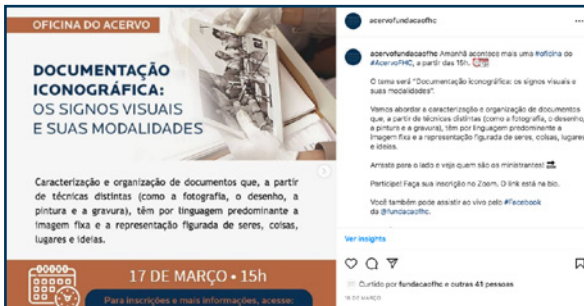 OFICINA DO ACERVO
DOCUMENTAÇÃO
ICONOGRÁFICA:
OS SIGNOS VISUAIS
E SUAS MODALIDADES
Caracterização e organização de documentos que, a partir
de técnicas distintas (como a fotografia, o desenho, a
pintura e a gravura), têm por linguagem predominante a
imagem fixa e a representação figurada de seres, coisas,
lugares e ideias.
17 DE MARÇO • 15h
Para inscrições e mais informações, acesse:
acervofundacaofhc
acervofundacaofhc Amanhã acontece mais uma #oficina do
#AcervoFHC, a partir das 15h.
O tema será "Documentação iconográfica: os signos visuais e
suas modalidades".
Vamos abordar a caracterização e organização de documentos
que, a partir de técnicas distintas (como a fotografia, o desenho,
a pintura e a gravura), têm por linguagem predominante a
imagem fixa e a representação figurada de seres, coisas, lugares
e ideias.
Arrasta para o lado e veja quem são os ministrantes!
Participe! Faça sua inscrição no Zoom. O link está na bio.
Você também pode assistir ao vivo pelo #Facebook
da @fundacaofhc.
Ver insights
Curtido por fundacaofhc e outras 41 pessoas
16 DE MARÇO